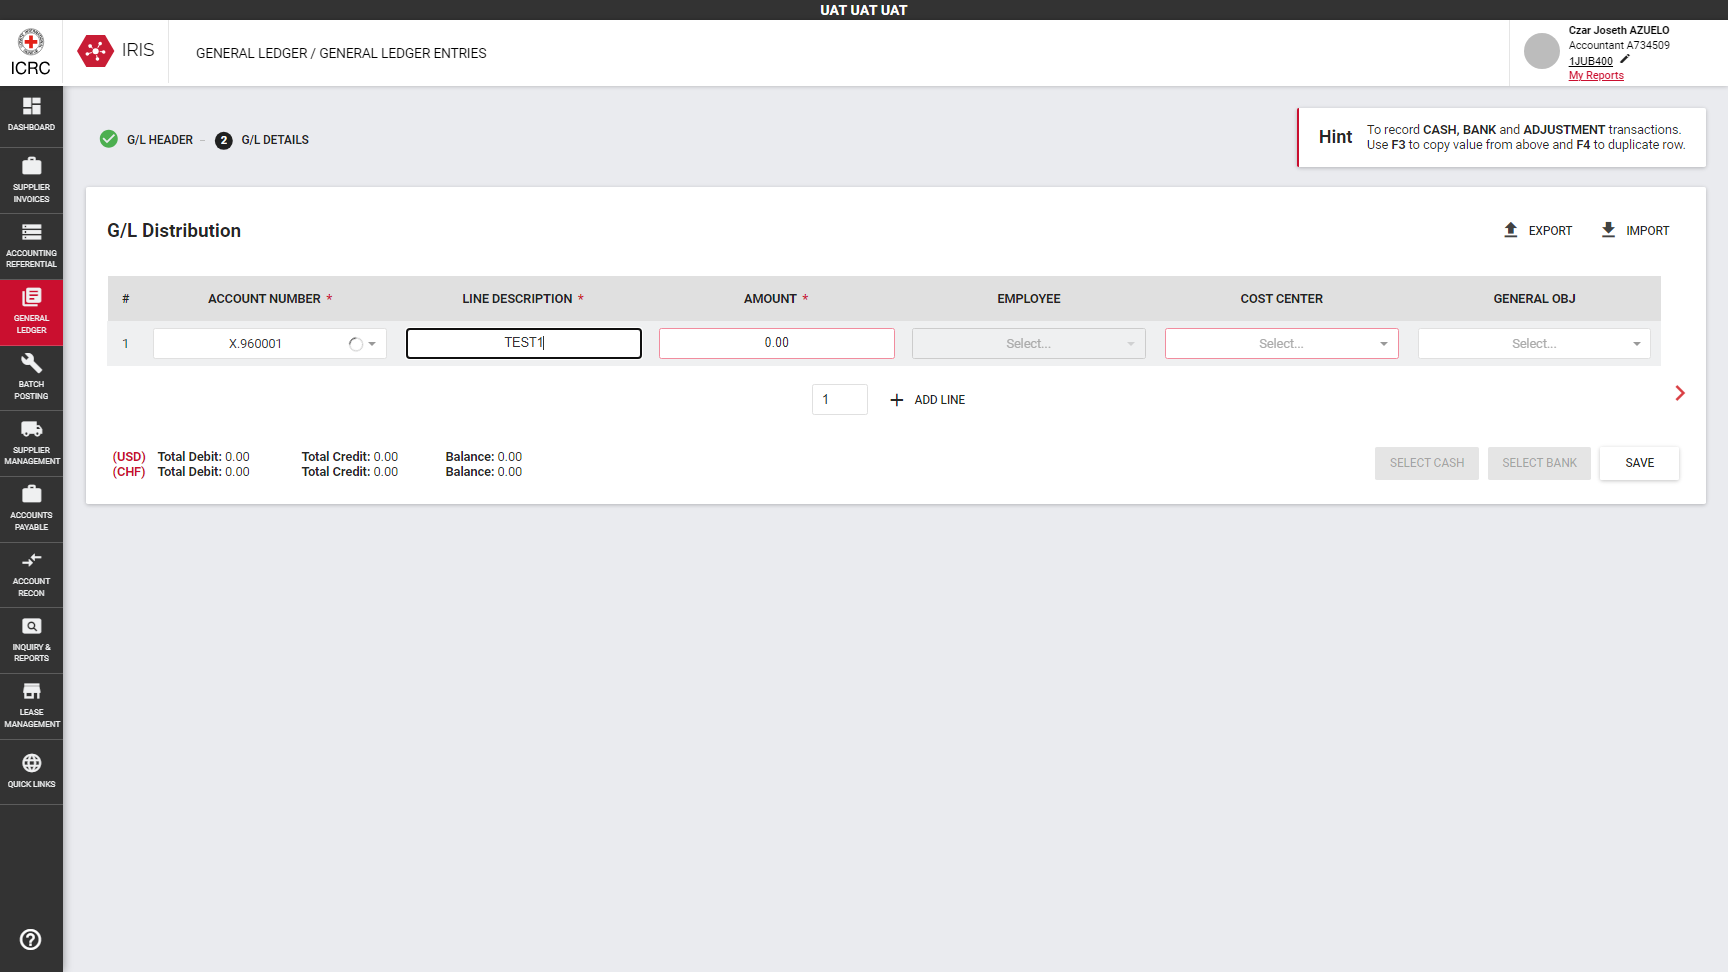 UAT UAT UAT
ICRC
IRIS
GENERAL LEDGER / GENERAL LEDGER ENTRIES
Czar Joseth AZUELO
Accountant A734509
1JUB400
My Reports
DASHBOARD
SUPPLIER
INVOICES
ACCOUNTING
REFERENTIAL
GENERAL
LEDGER
BATCH
POSTING
SUPPLIER
MANAGEMENT
ACCOUNTS
PAYABLE
ACCOUNT
RECON
INQUIRY &
REPORTS
LEASE
MANAGEMENT
QUICK LINKS
G/L HEADER
2 G/L DETAILS
Hint
To record CASH, BANK and ADJUSTMENT transactions.
Use F3 to copy value from above and F4 to duplicate row.
G/L Distribution
EXPORT
IMPORT
# ACCOUNT NUMBER * LINE DESCRIPTION * AMOUNT * EMPLOYEE COST CENTER GENERAL OBJ
1 X.960001 TEST1 0.00 Select... Select... Select...
1 ADD LINE
(USD) Total Debit: 0.00 Total Credit: 0.00 Balance: 0.00
(CHF) Total Debit: 0.00 Total Credit: 0.00 Balance: 0.00
SELECT CASH SELECT BANK SAVE